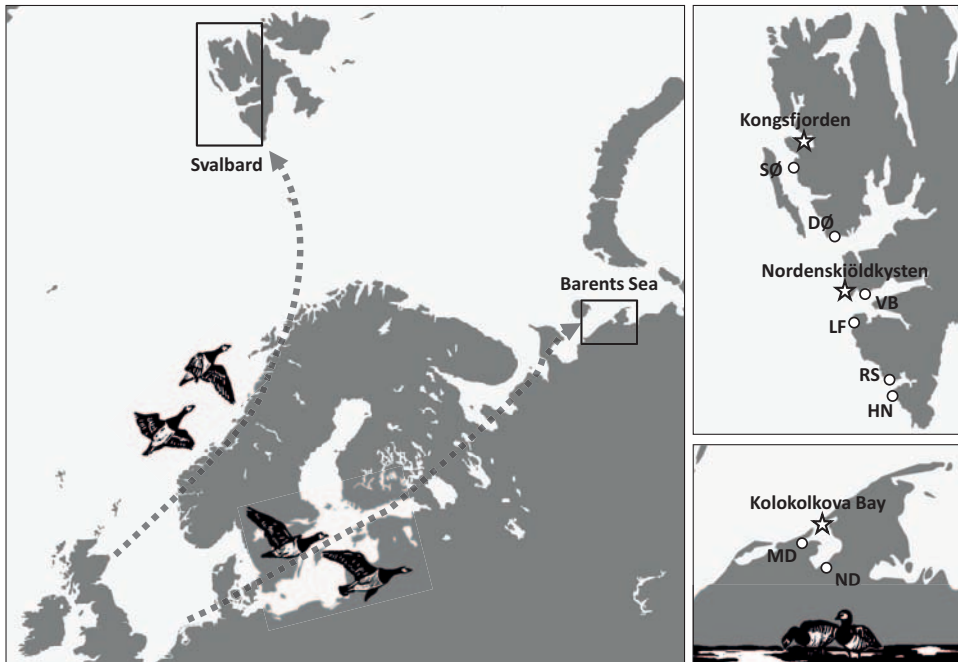 Svalbard
Barents Sea
Kongsfjorden
SØ
DØ
Nordenskiöldkysten
VB
LF
RS
HN
Kolokolkova Bay
MD
ND